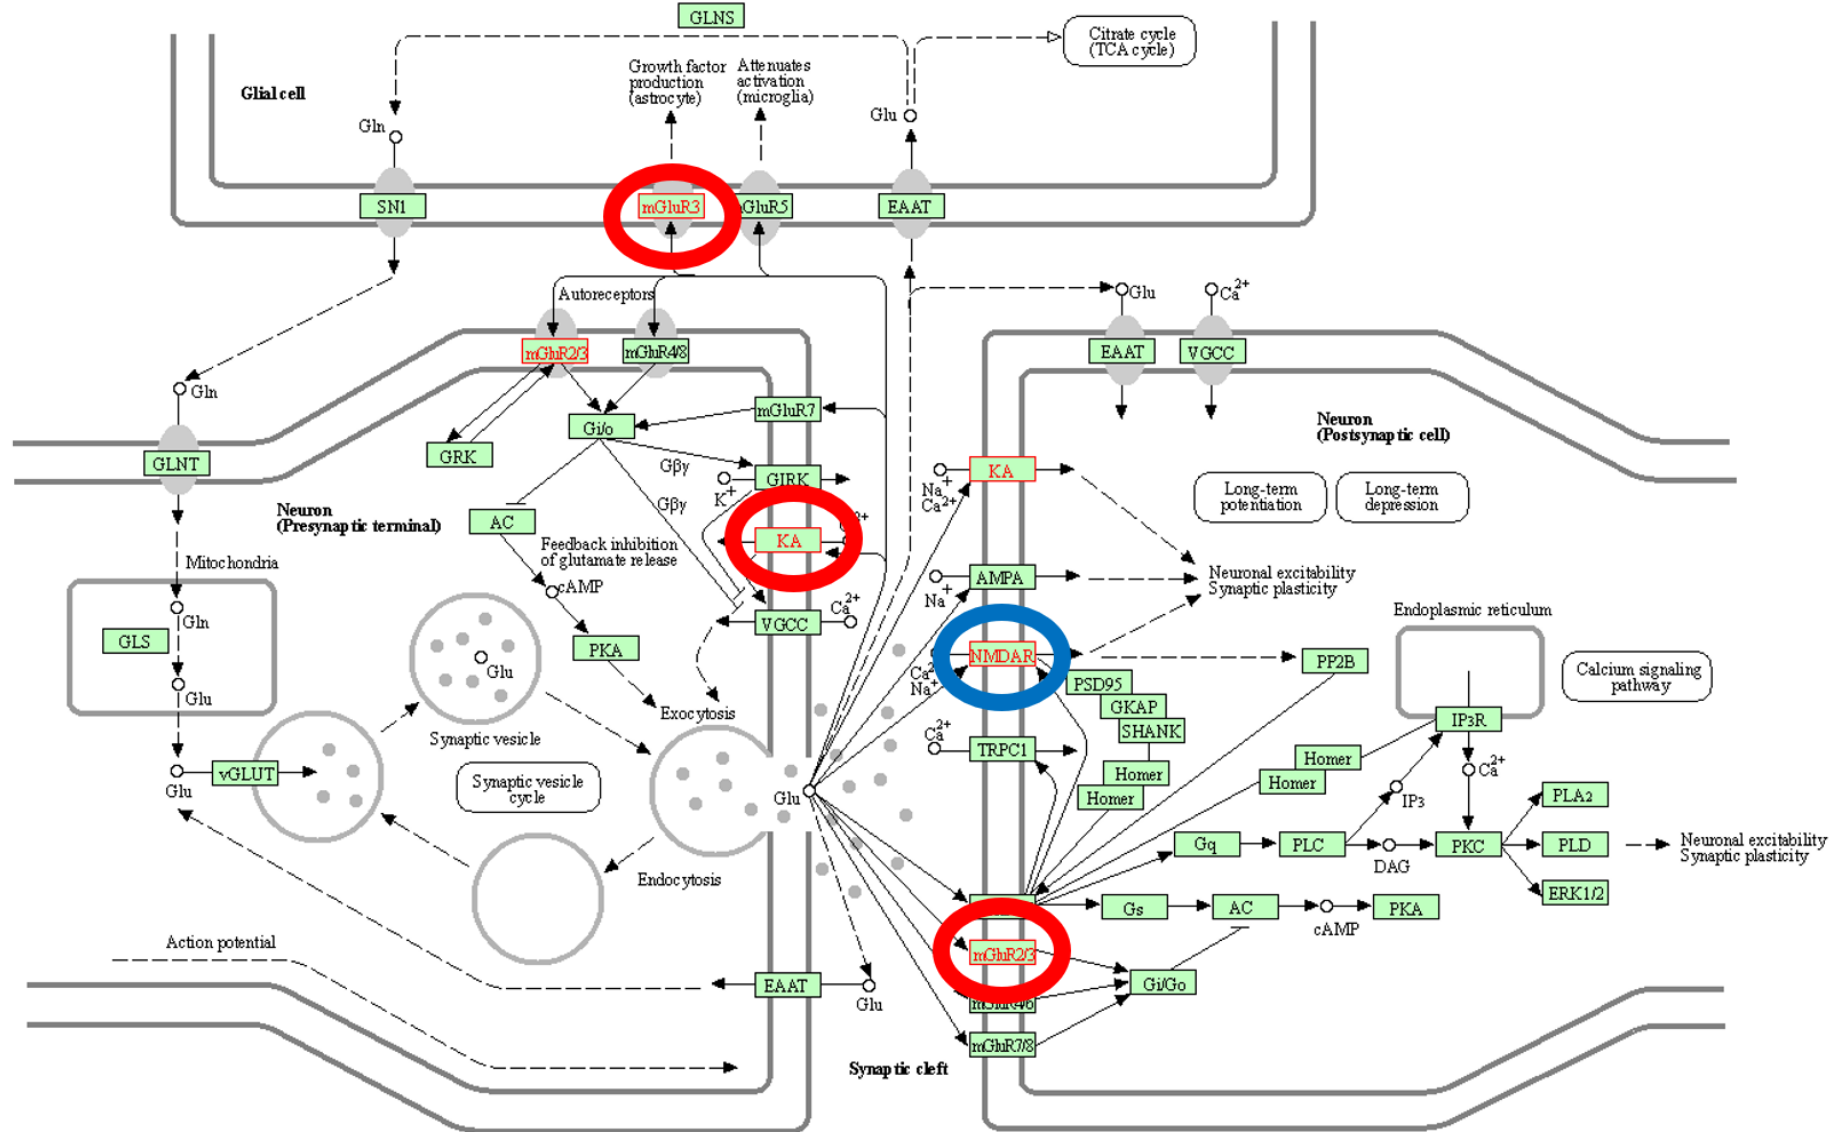 GLNS
Citrate cycle
(TCA cycle)
Growth factor
production
(astrocyte)
Attenuates
activation
(microglia)
Glial cell
Gln
Glu
SN1
mGluR3
mGluR5
EAAT
Autoreceptors
Glu
Ca2+
mGluR2/3
mGluR4/8
EAAT
VGCC
Gln
mGluR7
Gi/o
Neuron
(Postsynaptic cell)
GRK
GLNT
Gβγ
GIRK
K+
KA
Na+
Ca2+
Long-term
potentiation
Long-term
depression
Neuron
(Presynaptic terminal)
Gβγ
AC
KA
Feedback inhibition
of glutamate release
Mitochondria
cAMP
AMPA
Na+
Neuronal excitability
Synaptic plasticity
Gln
Ca2+
VGCC
Endoplasmic reticulum
GLS
PKA
Glu
NMDAR
Na+
PP2B
Calcium signaling
pathway
PSD95
GKAP
SHANK
Glu
Exocytosis
IP3R
Synaptic vesicle
Ca2+
TRPC1
Homer
Homer
Homer
Homer
Ca2+
vGLUT
Glu
Synaptic vesicle
cycle
Glu
IP3
PLA2
Gq
PLC
DAG
PKC
PLD
Neuronal excitability
Synaptic plasticity
Endocytosis
ERK1/2
Gs
AC
cAMP
PKA
Action potential
mGluR2/3
Gi/Go
EAAT
Glu
mGluR7/8
Synaptic cleft